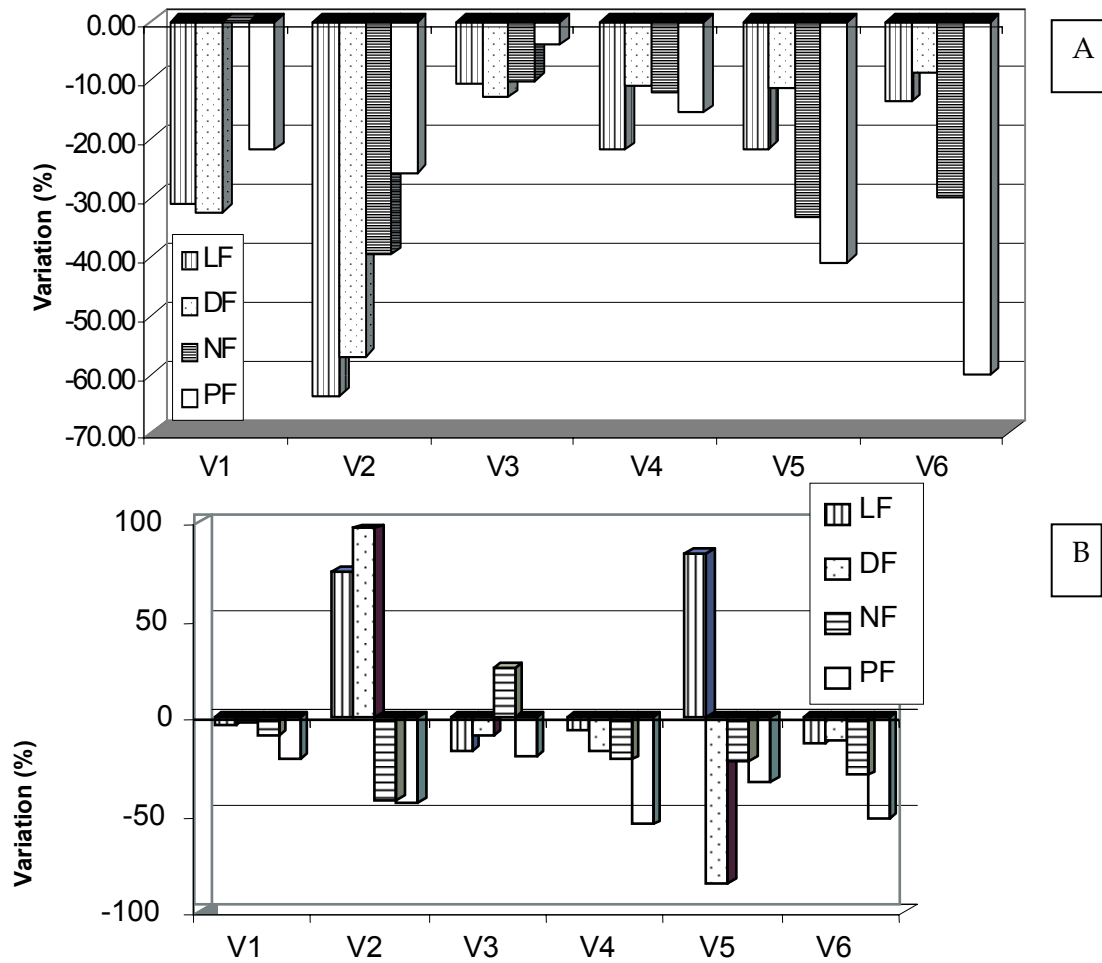 0.00
-10.00
-20.00
-30.00
-40.00
-50.00
-60.00
-70.00
Variation (%)
LF
DF
NF
PF
V1 V2 V3 V4 V5 V6
A
100
50
0
-50
-100
Variation (%)
LF
DF
NF
PF
V1 V2 V3 V4 V5 V6
B